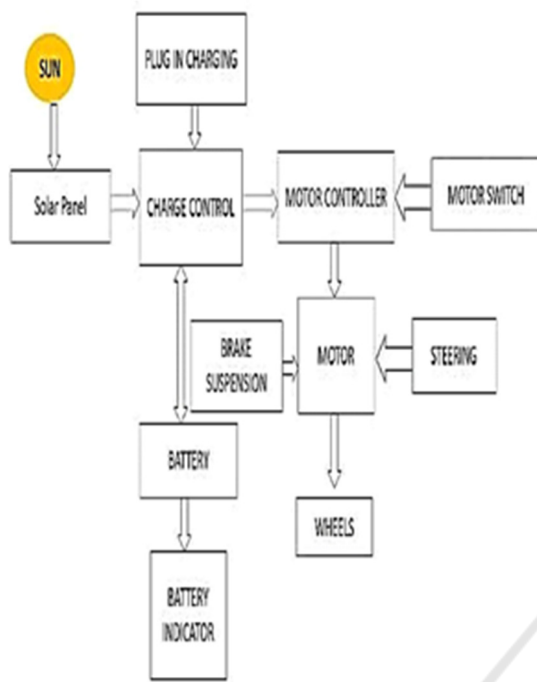 PLUG IN CHARGING
SUN
Solar Panel
CHARGE CONTROL
MOTOR CONTROLLER
MOTOR SWITCH
BRAKE
SUSPENSION
MOTOR
STEERING
BATTERY
WHEELS
BATTERY
INDICATOR